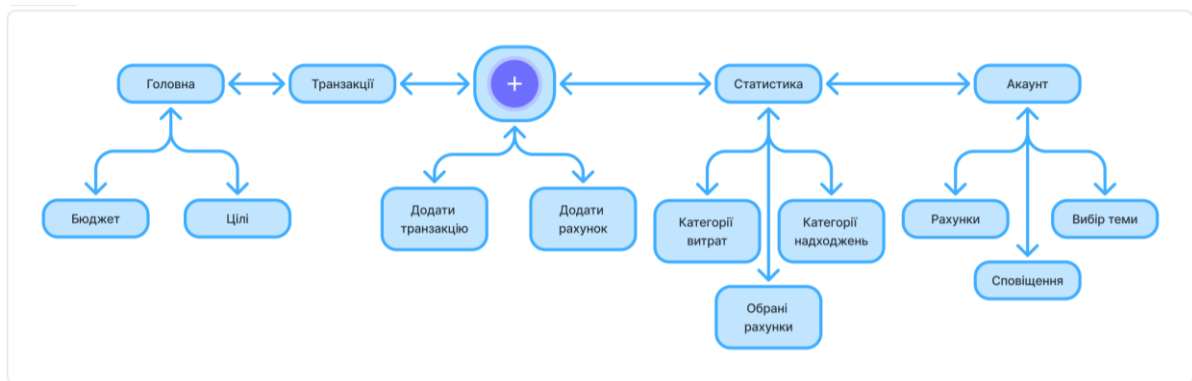 Головна
Транзакції
+
Статистика
Акаунт
Бюджет
Цілі
Додати
транзакцію
Додати
рахунок
Категорії
витрат
Категорії
надходжень
Обрані
рахунки
Рахунки
Вибір теми
Сповіщення